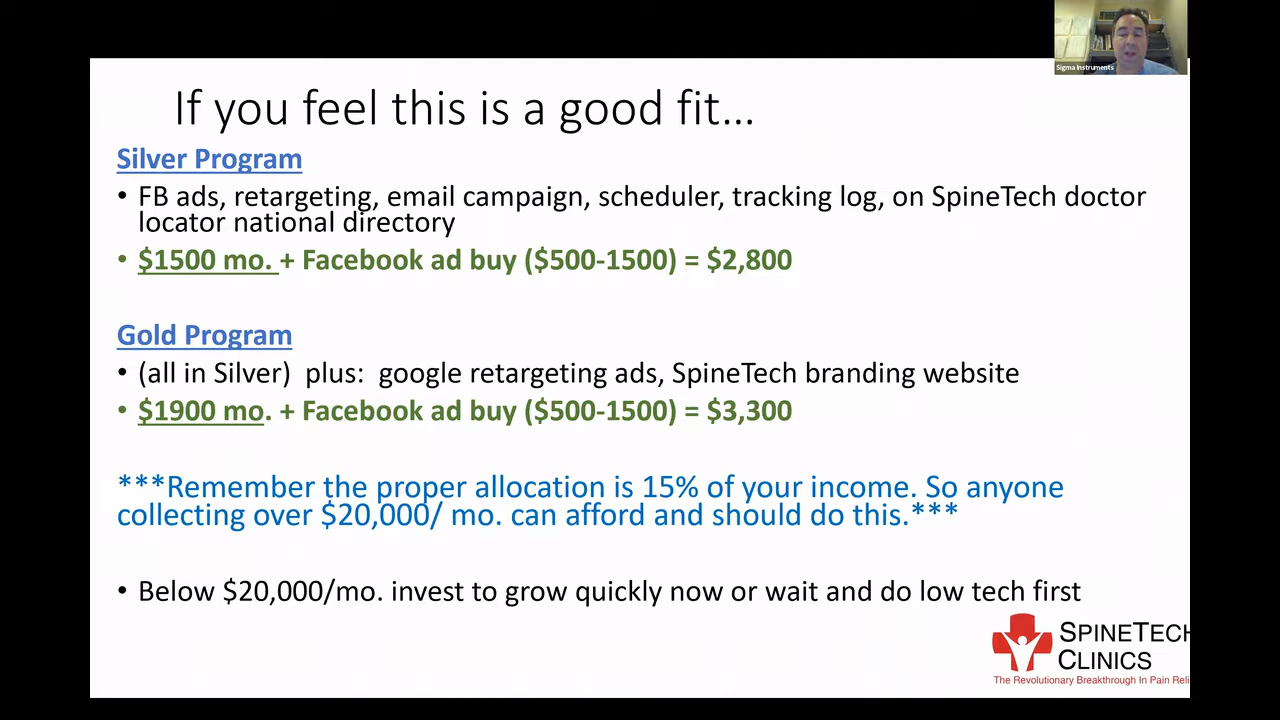 Sigma Instruments
If you feel this is a good fit...
Silver Program
• FB ads, retargeting, email campaign, scheduler, tracking log, on SpineTech doctor
locator national directory
• $1500 mo. + Facebook ad buy ($500-1500) = $2,800
Gold Program
• (all in Silver) plus: google retargeting ads, SpineTech branding website
• $1900 mo. + Facebook ad buy ($500-1500) = $3,300
***Remember the proper allocation is 15% of your income. So anyone
collecting over $20,000/ mo. can afford and should do this.***
• Below $20,000/mo. invest to grow quickly now or wait and do low tech first
SPINETECH
CLINICS
The Revolutionary Breakthrough In Pain Reli